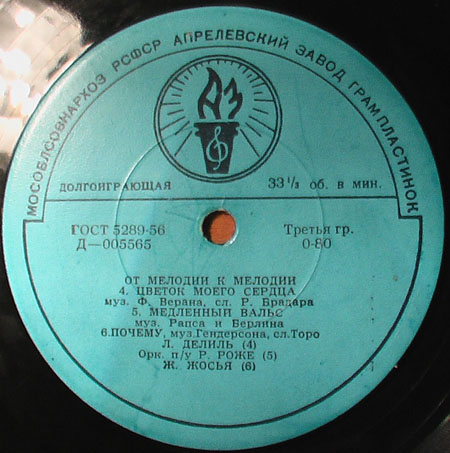 МОСОБЛСОВНАРХОЗ РСФСР АПРЕЛЕВСКИЙ ЗАВОД ГРАМПЛАСТИНОК
АЗ
ДОЛГОИГРАЮЩАЯ 33 1/3 об. в мин.
ГОСТ 5289-56 Третья гр.
Д—005565 0-80
ОТ МЕЛОДИИ К МЕЛОДИИ
4. ЦВЕТОК МОЕГО СЕРДЦА
муз. Ф. Верана, сл. Р. Брадара
5. МЕДЛЕННЫЙ ВАЛЬС
муз. Рапса и Берлина
6.ПОЧЕМУ, муз.Гендерсона, сл.Торо
Л. ДЕЛИЛЬ (4)
Орк. п/у Р. РОЖЕ (5)
Ж. ЖОСЬЯ (6)